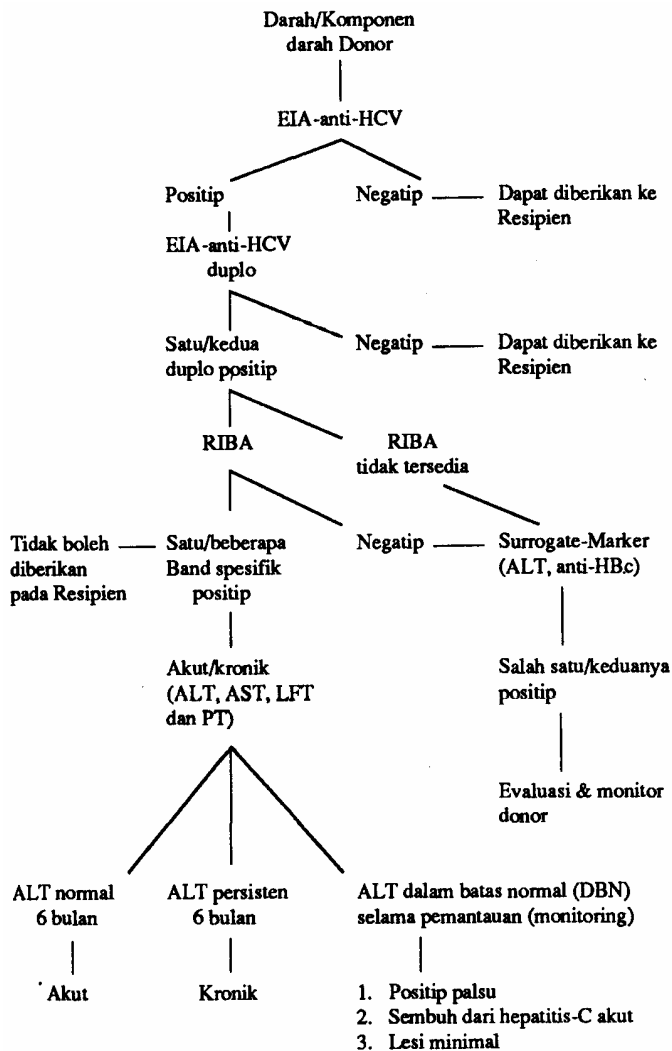 Darah/Komponen
darah Donor
EIA-anti-HCV
Positip
Negatip
Dapat diberikan ke
Resipien
EIA-anti-HCV
duplo
Satu/kedua
duplo positip
Negatip
Dapat diberikan ke
Resipien
RIBA
RIBA
tidak tersedia
Tidak boleh
diberikan
pada Resipien
Satu/beberapa
Band spesifik
positip
Negatip
Surrogate-Marker
(ALT, anti-HBc)
Akut/kronik
(ALT, AST, LFT
dan PT)
Salah satu/keduanya
positip
Evaluasi & monitor
donor
ALT normal
6 bulan
ALT persisten
6 bulan
ALT dalam batas normal (DBN)
selama pemantauan (monitoring)
Akut
Kronik
1. Positip palsu
2. Sembuh dari hepatitis-C akut
3. Lesi minimal